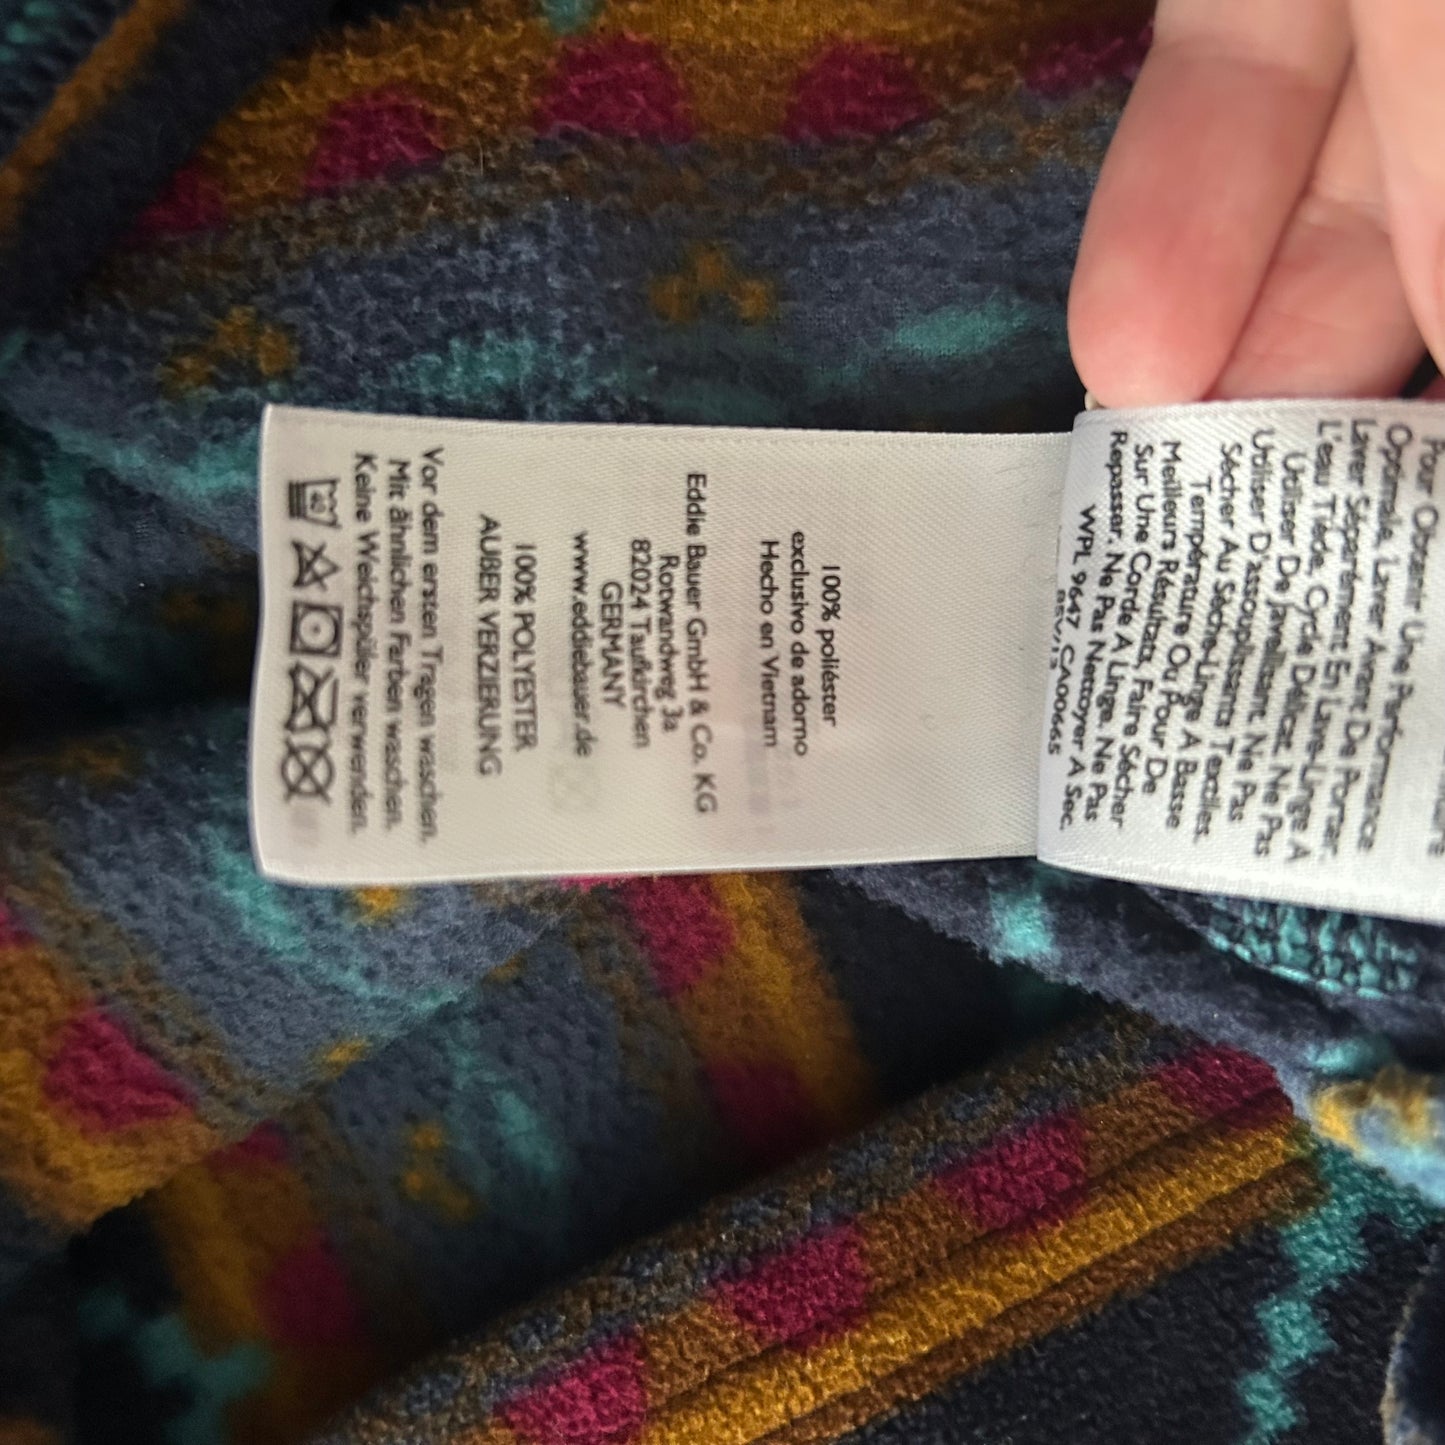 Pour Obtenir Une Performance
Optimale, Laver Avant De Porter.
Laver Séparément En Lave-Linge A
L'eau Tiède, Cycle Délicat, Ne Pas
Utiliser De Javellisant, Ne Pas
Utiliser D'assouplissants Textiles.
Sécher Au Sèche-Linge A Basse
Température Ou Pour De
Meilleurs Résultats, Faire Sécher
Sur Une Corde A Linge. Ne Pas
Repasser. Ne Pas Nettoyer A Sec.
WPL 9647 CA00665
REV/13
100% poliéster
exclusivo de adorno
Hecho en Vietnam
Eddie Bauer GmbH & Co. KG
Rotwandweg 3a
82024 Taufkirchen
GERMANY
www.eddiebauer.de
100% POLYESTER
AUßER VERZIERUNG
Vor dem ersten Tragen waschen.
Mit ähnlichen Farben waschen.
Keine Weichspüler verwenden.
40